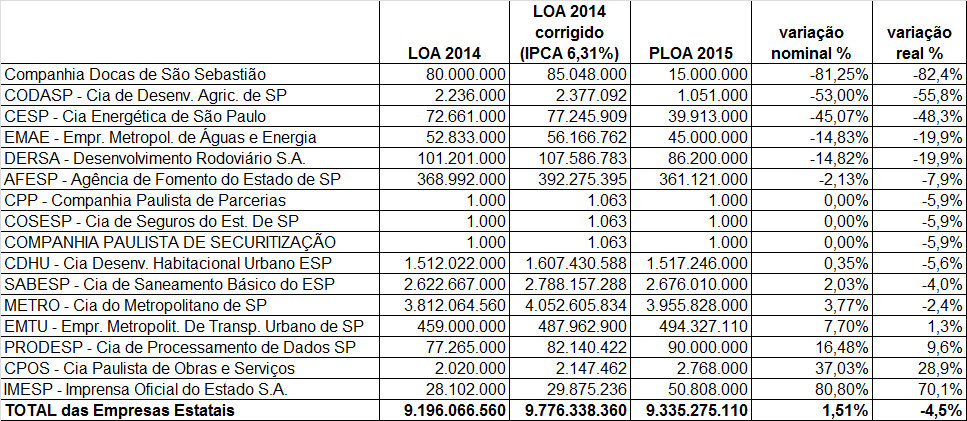 LOA 2014 LOA 2014 corrigido (IPCA 6,31%) PLOA 2015 variação nominal % variação real %
Companhia Docas de São Sebastião 80.000.000 85.048.000 15.000.000 -81,25% -82,4%
CODASP - Cia de Desenv. Agric. de SP 2.236.000 2.377.092 1.051.000 -53,00% -55,8%
CESP - Cia Energética de São Paulo 72.661.000 77.245.909 39.913.000 -45,07% -48,3%
EMAE - Empr. Metropol. de Águas e Energia 52.833.000 56.166.762 45.000.000 -14,83% -19,9%
DERSA - Desenvolvimento Rodoviário S.A. 101.201.000 107.586.783 86.200.000 -14,82% -19,9%
AFESP - Agência de Fomento do Estado de SP 368.992.000 392.275.395 361.121.000 -2,13% -7,9%
CPP - Companhia Paulista de Parcerias 1.000 1.063 1.000 0,00% -5,9%
COSESP - Cia de Seguros do Est. De SP 1.000 1.063 1.000 0,00% -5,9%
COMPANHIA PAULISTA DE SECURITIZAÇÃO 1.000 1.063 1.000 0,00% -5,9%
CDHU - Cia Desenv. Habitacional Urbano ESP 1.512.022.000 1.607.430.588 1.517.246.000 0,35% -5,6%
SABESP - Cia de Saneamento Básico do ESP 2.622.667.000 2.788.157.288 2.676.010.000 2,03% -4,0%
METRO - Cia do Metropolitano de SP 3.812.064.560 4.052.605.834 3.955.828.000 3,77% -2,4%
EMTU - Empr. Metropolit. De Transp. Urbano de SP 459.000.000 487.962.900 494.327.110 7,70% 1,3%
PRODESP - Cia de Processamento de Dados SP 77.265.000 82.140.422 90.000.000 16,48% 9,6%
CPOS - Cia Paulista de Obras e Serviços 2.020.000 2.147.462 2.768.000 37,03% 28,9%
IMESP - Imprensa Oficial do Estado S.A. 28.102.000 29.875.236 50.808.000 80,80% 70,1%
TOTAL das Empresas Estatais 9.196.066.560 9.776.338.360 9.335.275.110 1,51% -4,5%